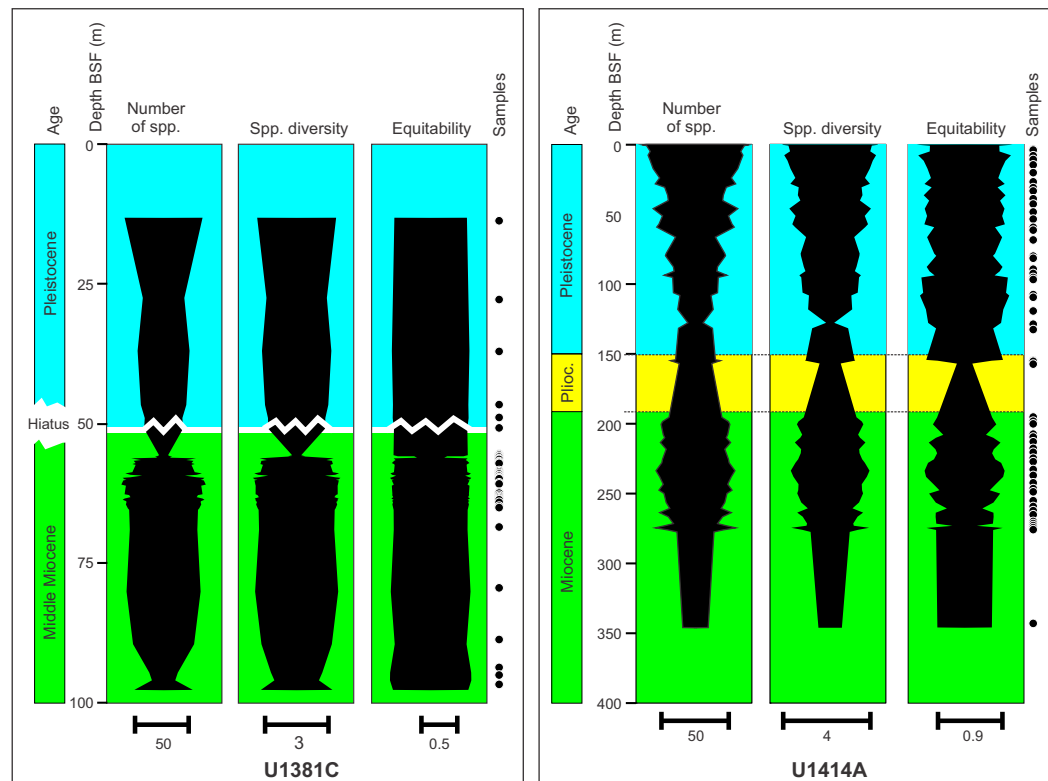 Age
Depth BSF (m)
Number
of spp.
Spp. diversity
Equitability
Samples
0
25
50
75
100
Pleistocene
Hiatus
Middle Miocene
50
3
0.5
U1381C
Age
Depth BSF (m)
Number
of spp.
Spp. diversity
Equitability
Samples
0
50
100
150
200
250
300
350
400
Pleistocene
Plioc.
Miocene
50
4
0.9
U1414A